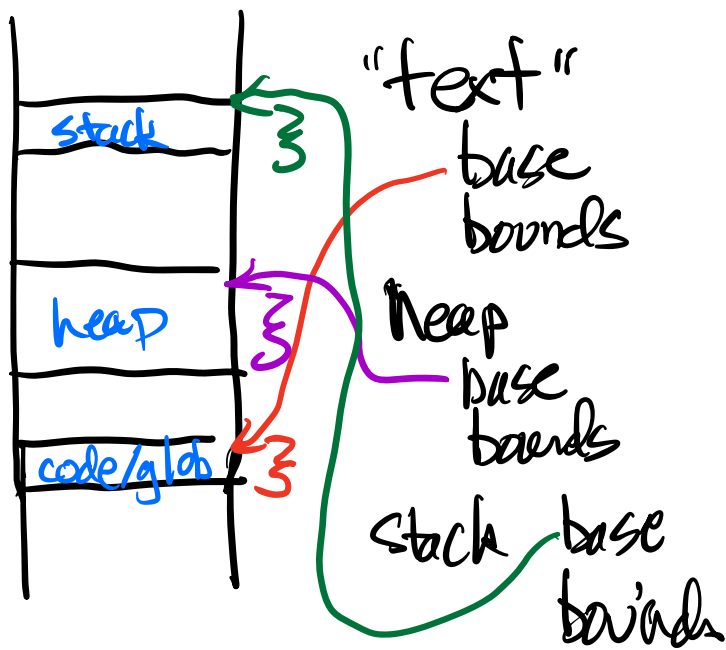 stack
heap
code/glob
"text"
base
bounds
heap
base
bounds
stack base
bounds